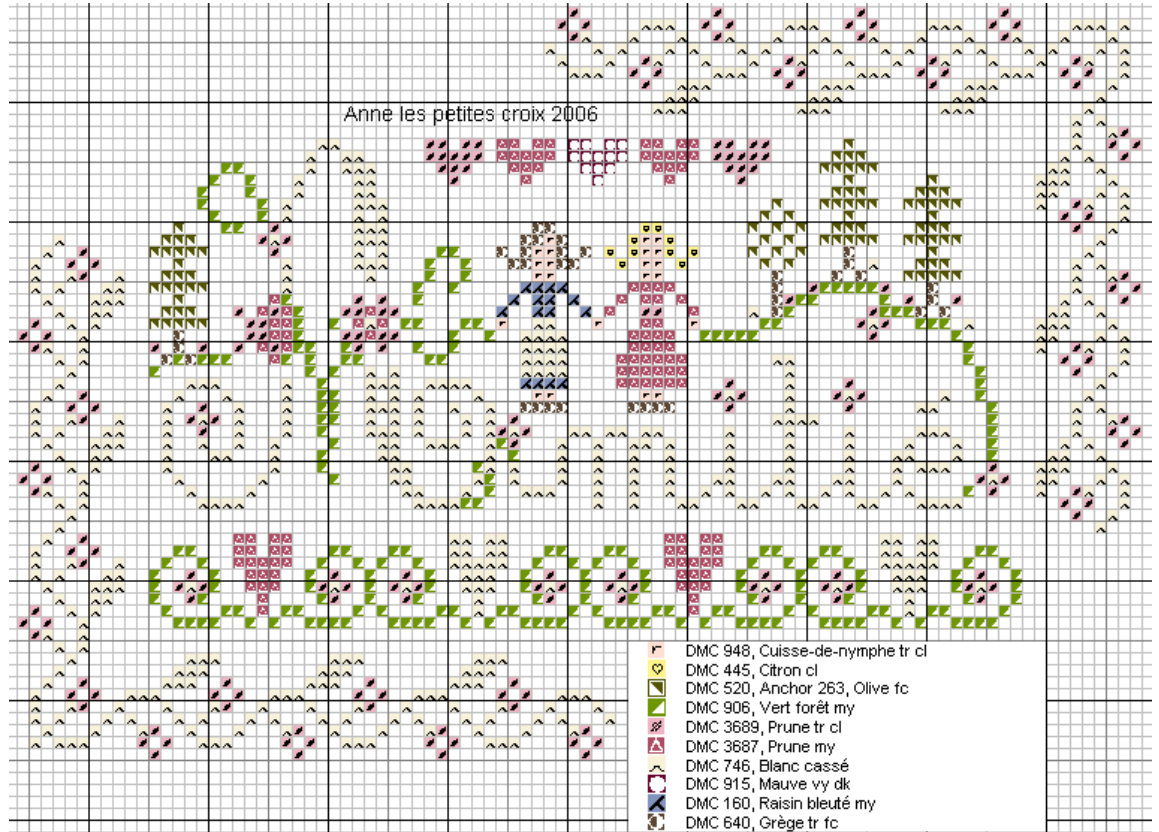 Anne les petites croix 2006
amitié
DMC 948, Cuisse-de-nymphe tr cl
DMC 445, Citron cl
DMC 520, Anchor 263, Olive fc
DMC 906, Vert forêt my
DMC 3689, Prune tr cl
DMC 3687, Prune my
DMC 746, Blanc cassé
DMC 915, Mauve vy dk
DMC 160, Raisin bleuté my
DMC 640, Grège tr fc